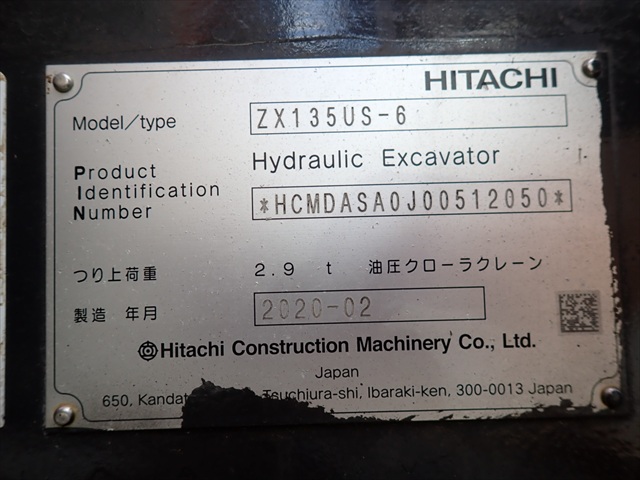 HITACHI
Model/type ZX135US-6
Product Identification Number Hydraulic Excavator
*HCMDASA0J00512050*
つり上荷重 2.9 t 油圧クローラクレーン
製造 年月 2020-02
Hitachi Construction Machinery Co., Ltd.
Japan
650, Tsuchiura-shi, Ibaraki-ken, 300-0013 Japan